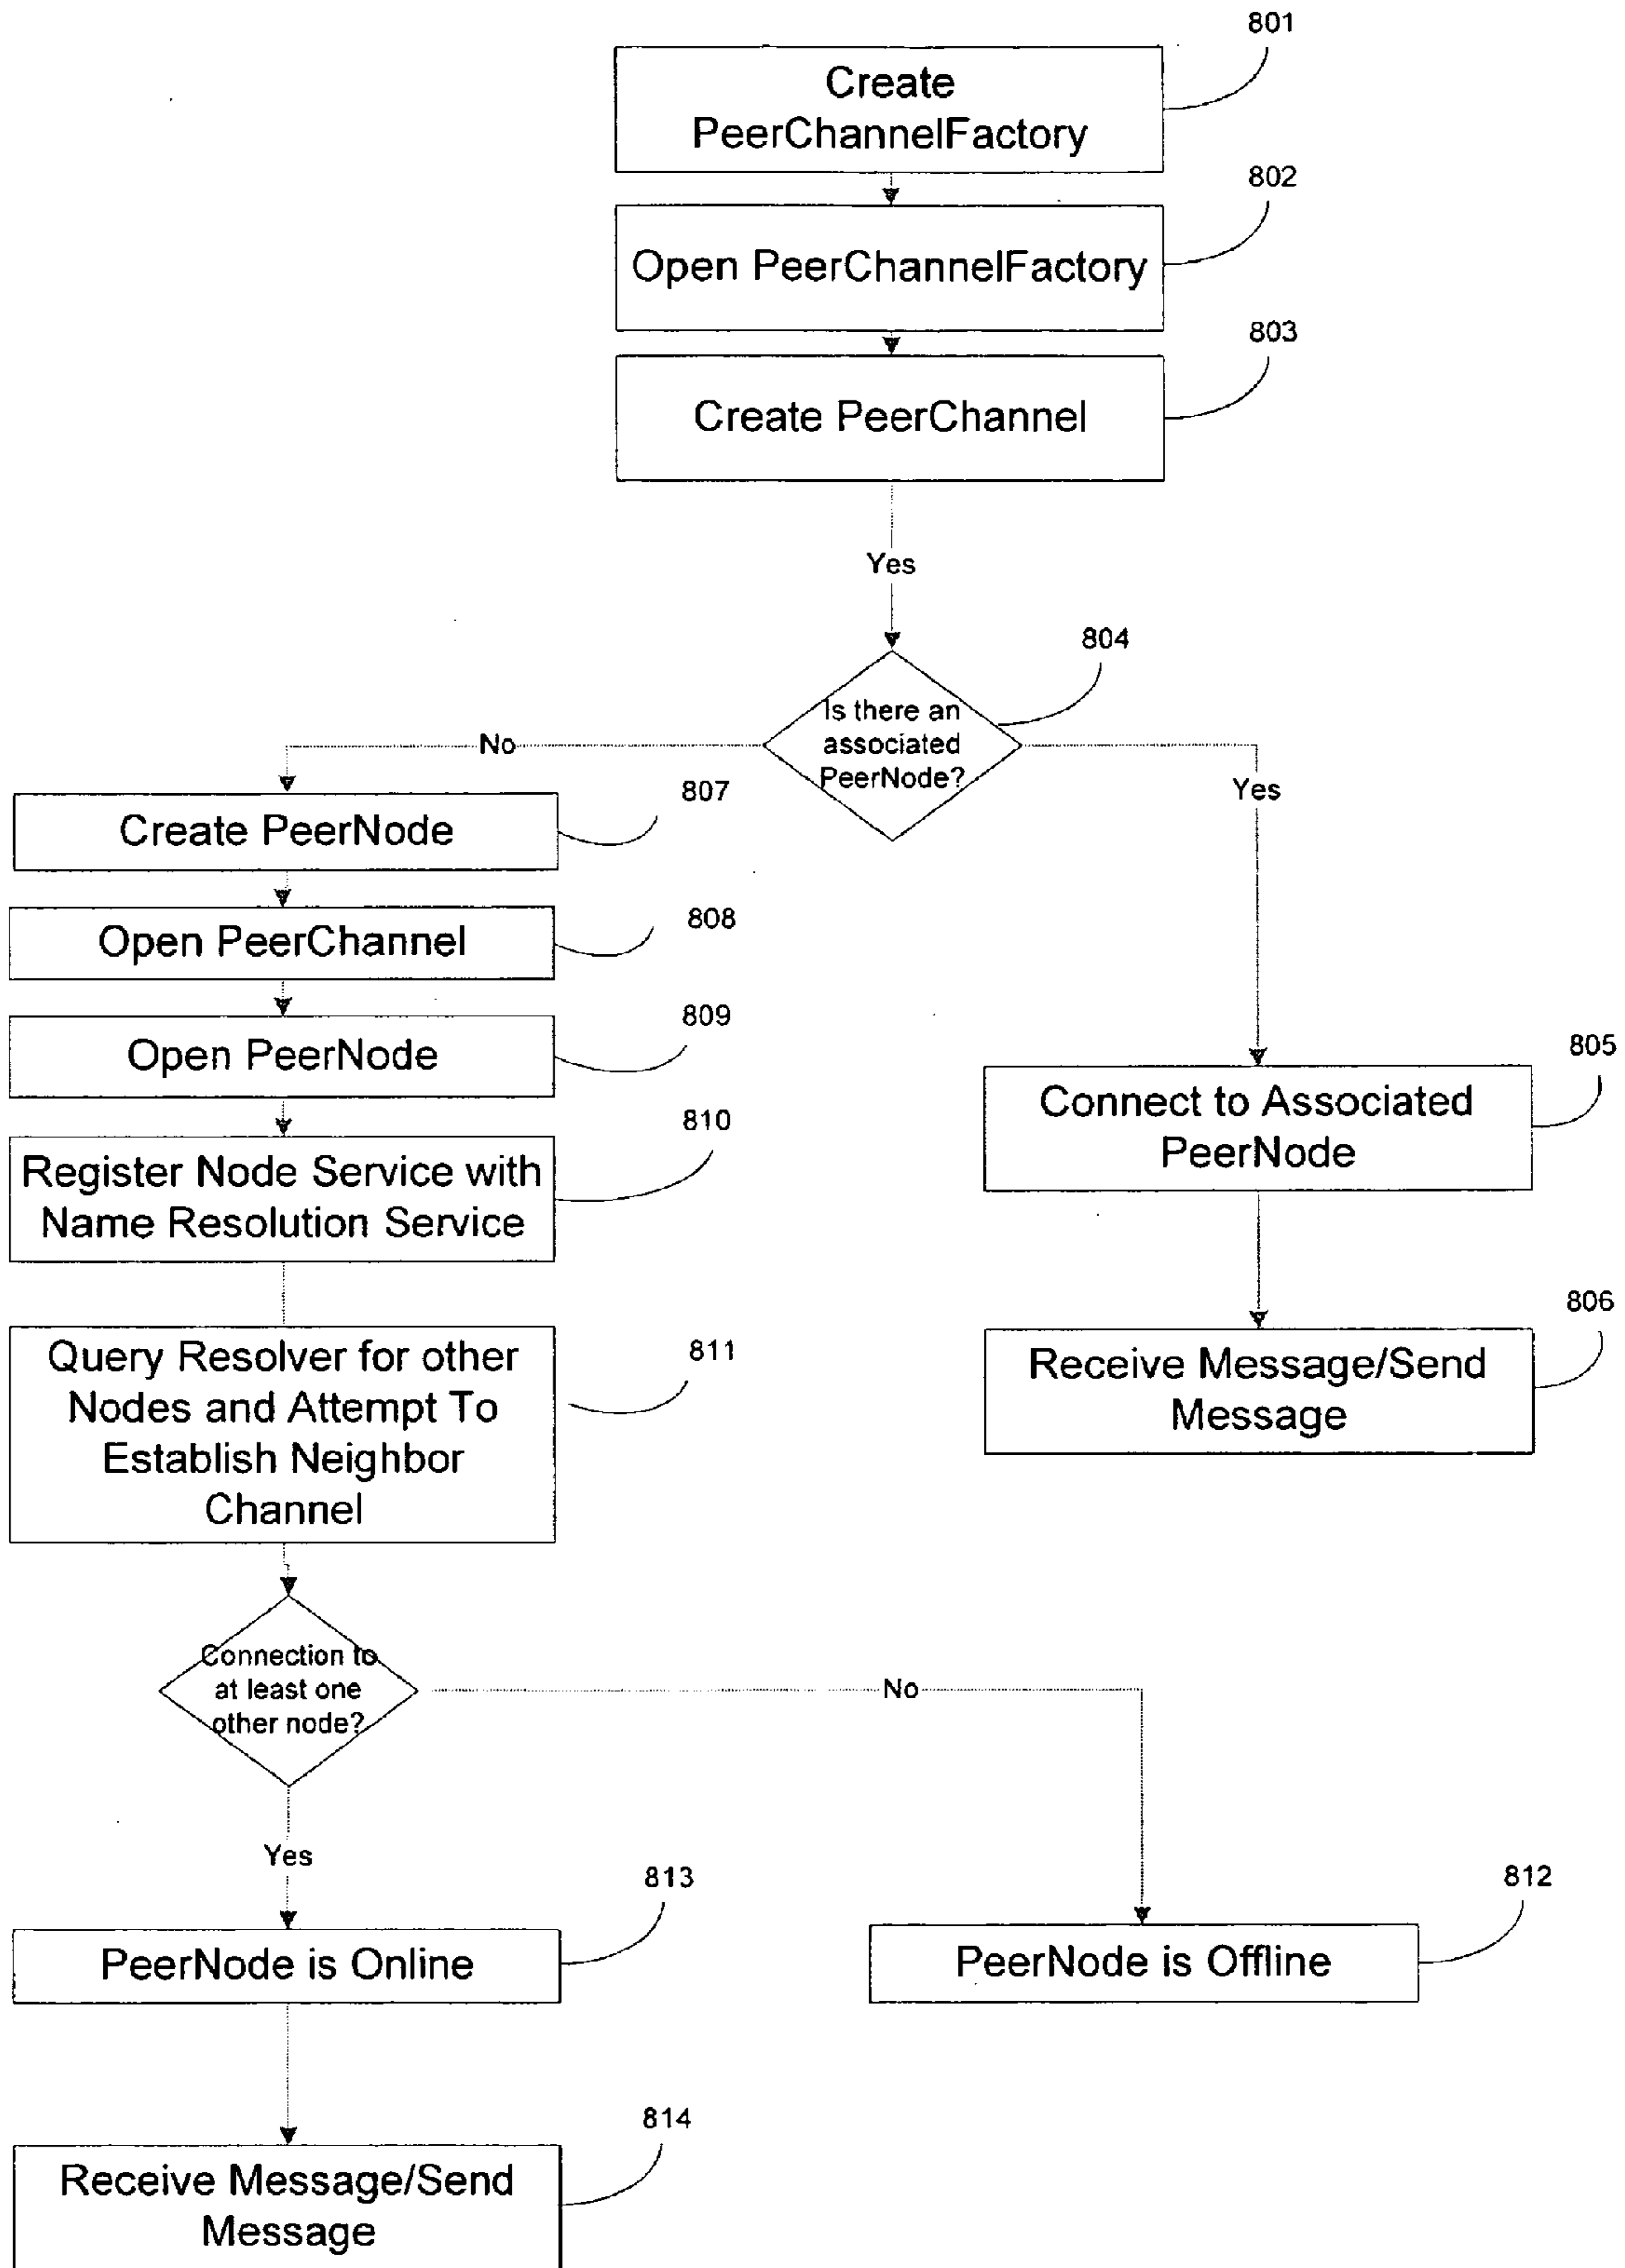 801
Create
PeerChannelFactory
802
Open PeerChannelFactory
803
Create PeerChannel
Yes
804
Is there an
associated
PeerNode?
No
Yes
807
Create PeerNode
808
Open PeerChannel
809
Open PeerNode
805
Connect to Associated
PeerNode
810
Register Node Service with
Name Resolution Service
806
Receive Message/Send
Message
811
Query Resolver for other
Nodes and Attempt To
Establish Neighbor
Channel
Connection to
at least one
other node?
No
Yes
813
PeerNode is Online
812
PeerNode is Offline
814
Receive Message/Send
Message